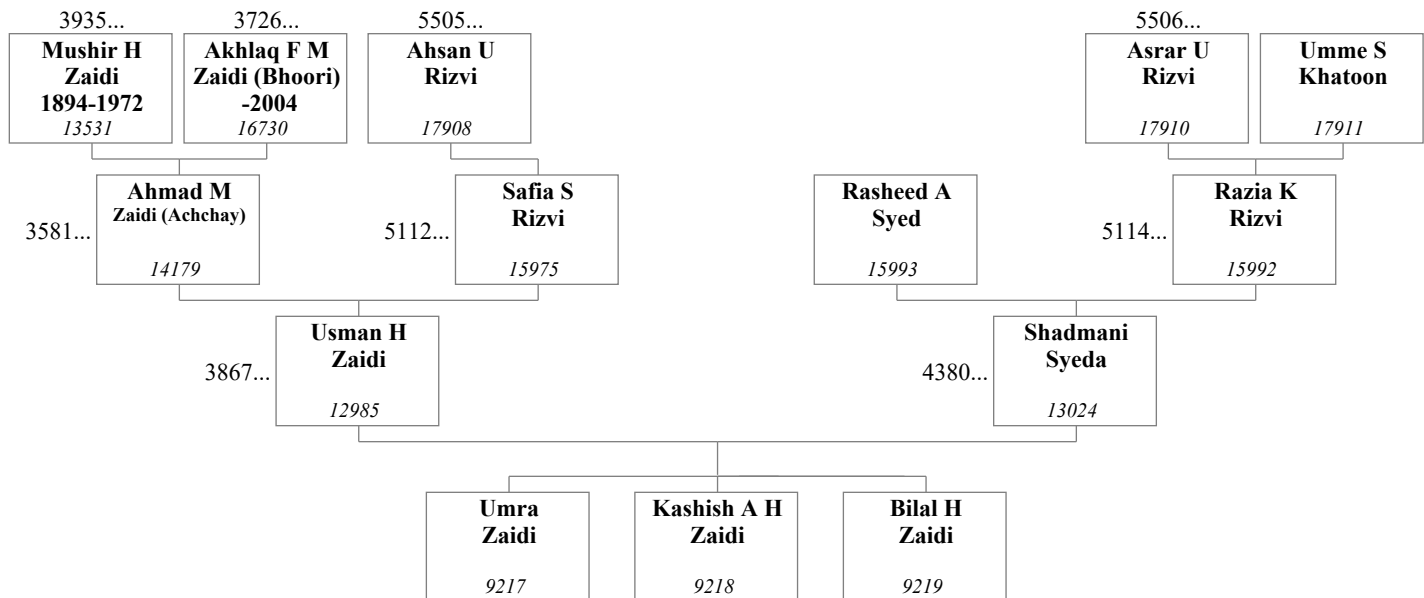 3935...
3726...
5505...
5506...
Mushir H
Zaidi
1894-1972
13531
Akhlaq F M
Zaidi (Bhoori)
-2004
16730
Ahsan U
Rizvi
17908
Asrar U
Rizvi
17910
Umme S
Khatoon
17911
3581...
Ahmad M
Zaidi (Achchay)
14179
5112...
Safia S
Rizvi
15975
Rasheed A
Syed
15993
5114...
Razia K
Rizvi
15992
3867...
Usman H
Zaidi
12985
4380...
Shadmani
Syeda
13024
Umra
Zaidi
9217
Kashish A H
Zaidi
9218
Bilal H
Zaidi
9219